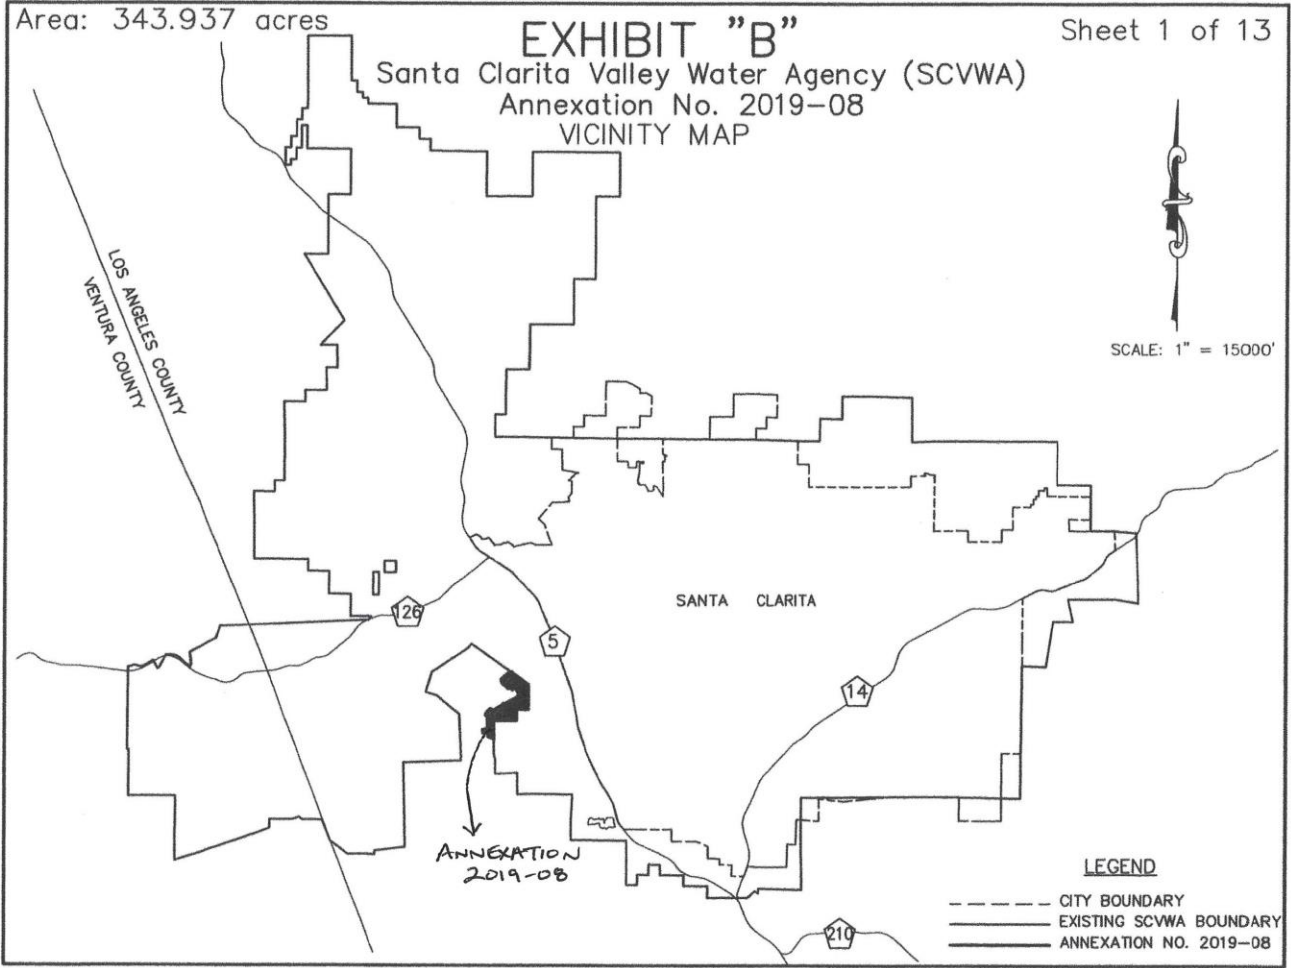 Area: 343.937 acres
EXHIBIT "B"
Sheet 1 of 13
Santa Clarita Valley Water Agency (SCVWA)
Annexation No. 2019-08
VICINITY MAP
LOS ANGELES COUNTY
VENTURA COUNTY
SCALE: 1" = 15000'
SANTA CLARITA
126
5
14
ANNEXATION
2019-08
210
LEGEND
CITY BOUNDARY
EXISTING SCVWA BOUNDARY
ANNEXATION NO. 2019-08